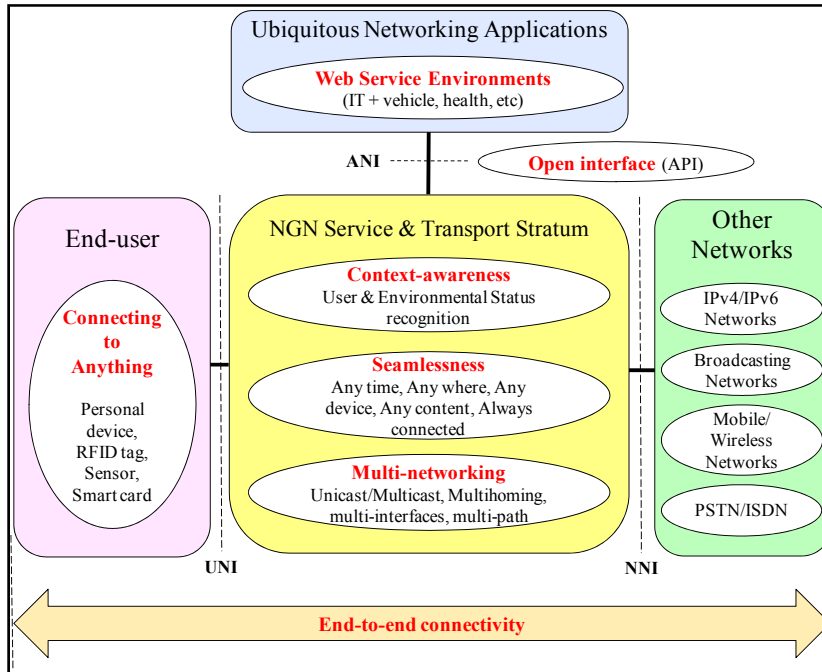 Ubiquitous Networking Applications
Web Service Environments
(IT + vehicle, health, etc)
ANI
Open interface (API)
End-user
Connecting
to
Anything
Personal
device,
RFID tag,
Sensor,
Smart card
UNI
NGN Service & Transport Stratum
Context-awareness
User & Environmental Status
recognition
Seamlessness
Any time, Any where, Any
device, Any content, Always
connected
Multi-networking
Unicast/Multicast, Multihoming,
multi-interfaces, multi-path
NNI
Other
Networks
IPv4/IPv6
Networks
Broadcasting
Networks
Mobile/
Wireless
Networks
PSTN/ISDN
End-to-end connectivity